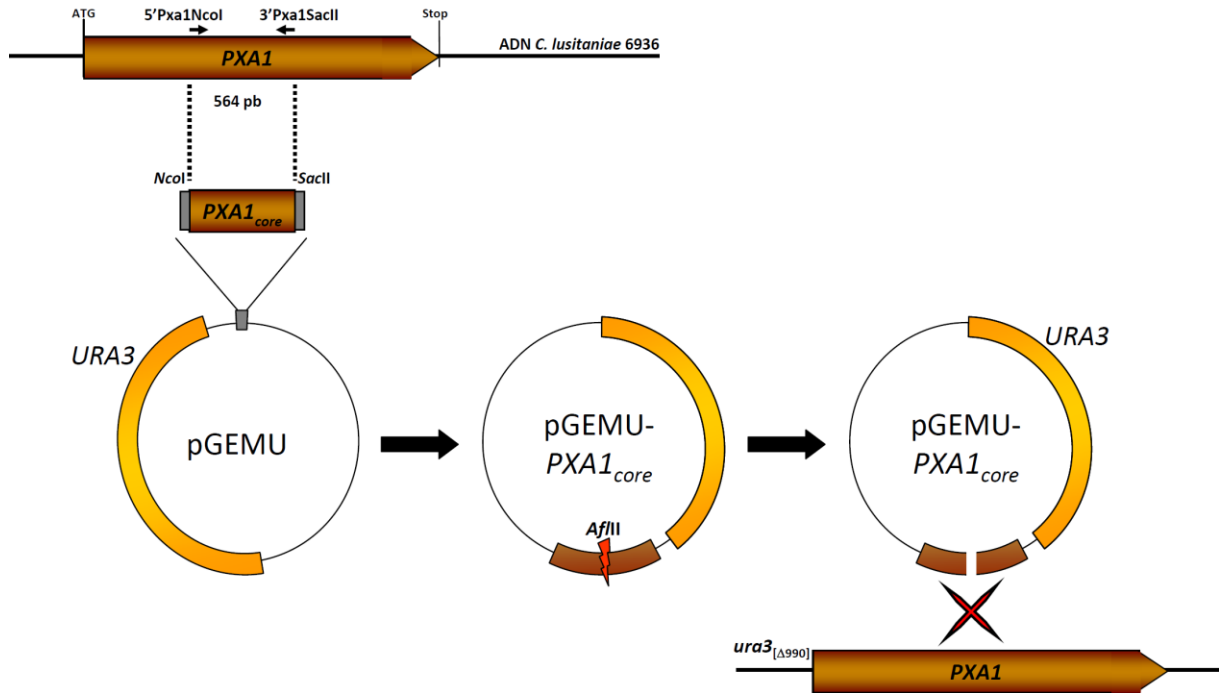 ATG
5'Pxa1NcoI
3'Pxa1SacII
Stop
PXA1
ADN C. lusitaniae 6936
564 pb
NcoI
SacII
PXA1core
URA3
pGEMU
pGEMU-
PXA1core
AflII
URA3
pGEMU-
PXA1core
ura3[Δ990]
PXA1